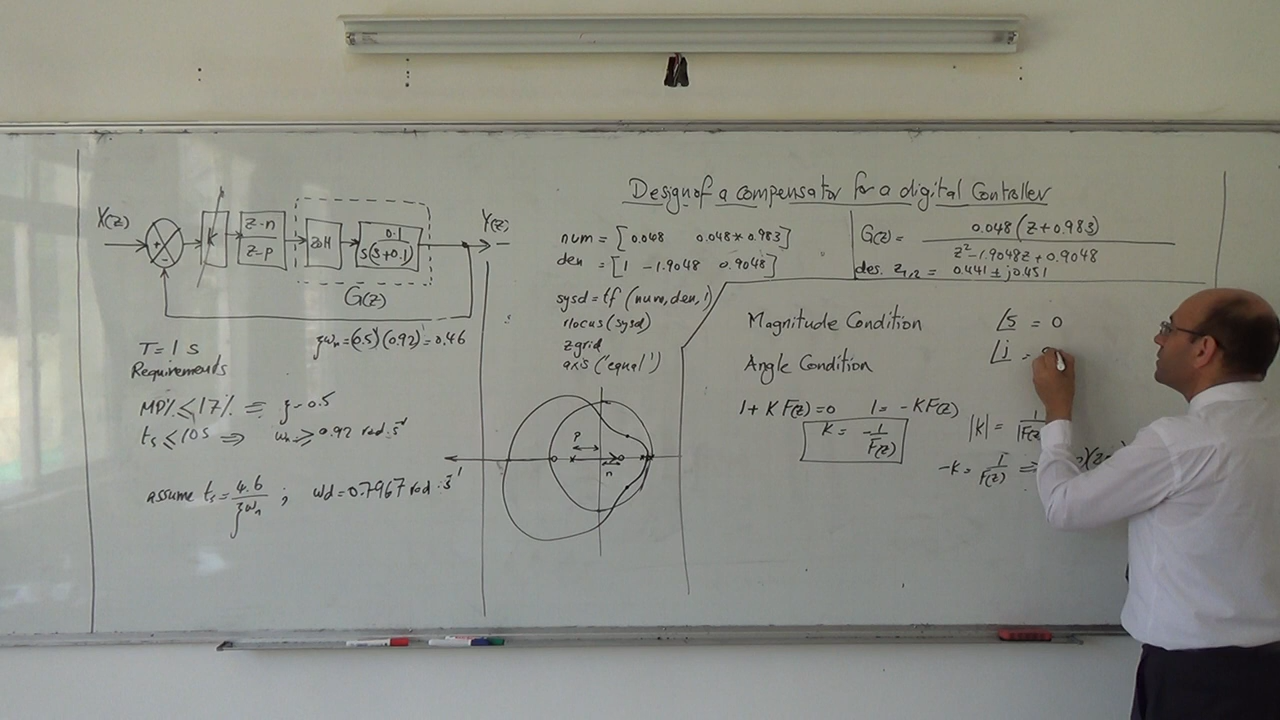 Design of a compensator for a digital Controller
X(z)
+
-
K
z-n
z-p
ZOH
0.1
s(s+0.1)
Y(z)
G(z)
ζωn=(0.5)(0.92)=0.46
T=1 s
Requirements
MP% ≤17% ≡ ζ=0.5
ts ≤10s ⇒ ωn ≥0.92 rad.s⁻¹
assume ts = 4.6
ζωn
; ωd=0.7967 rad.s⁻¹
num = [0.048 0.048*0.983]
den = [1 -1.9048 0.9048]
sysd=tf(num,den,1)
rlocus(sysd)
zgrid
axis('equal')
P
n
G(z)= 0.048(z+0.983)
z²-1.9048z+0.9048
des. z1,2 = 0.441 ± j0.451
Magnitude Condition
∠5 = 0
Angle Condition
∠j =
1+KF(z)=0 1= -KF(z)
K= -1
F(z)
|K| = 1
|F(z)
-K= 1
F(z)
⇒